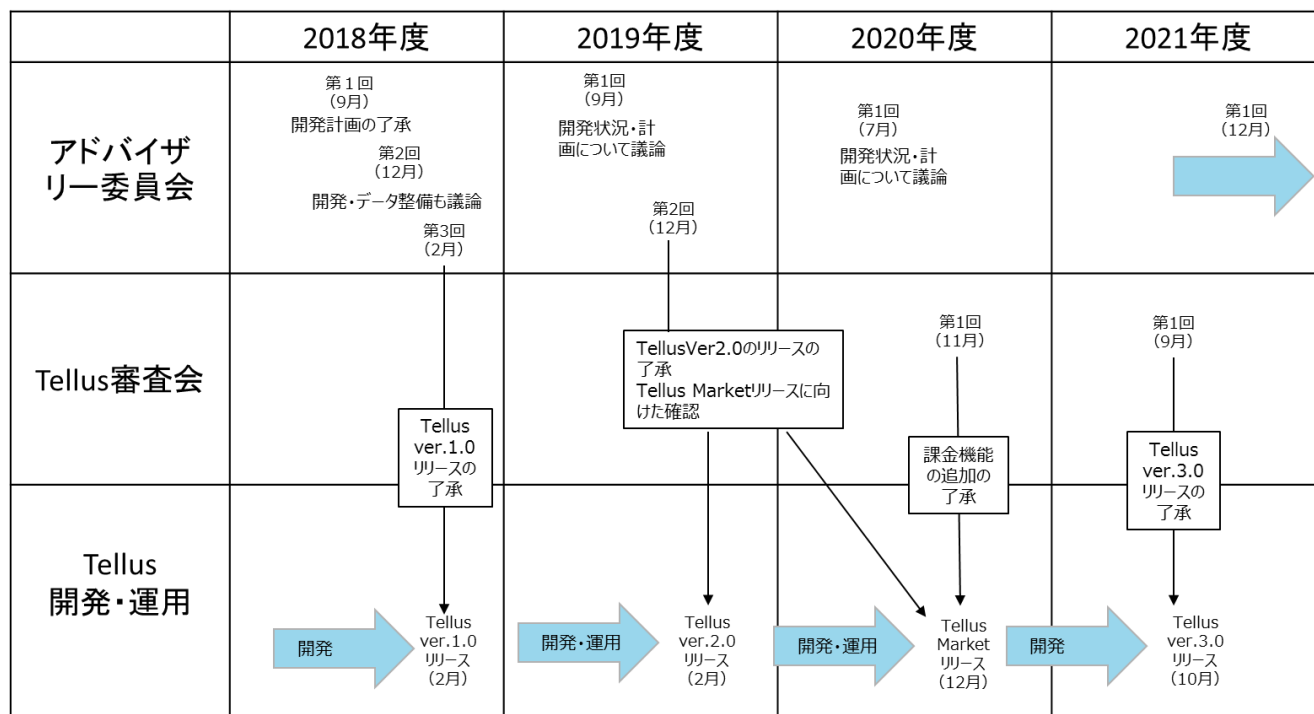 2018年度
2019年度
2020年度
2021年度
アドバイザ
リー委員会
第１回
（9月）
開発計画の了承
第2回
（12月）
開発・データ整備も議論
第3回
（2月）
第1回
（9月）
開発状況・計
画について議論
第2回
（12月）
第1回
（7月）
開発状況・計
画について議論
第1回
（12月）
Tellus審査会
Tellus
ver.1.0
リリースの
了承
TellusVer2.0のリリースの
了承
Tellus Marketリリースに向
けた確認
第1回
（11月）
課金機能
の追加の
了承
第1回
（9月）
Tellus
ver.3.0
リリースの
了承
Tellus
開発・運用
開発
Tellus
ver.1.0
リリース
（2月）
開発・運用
Tellus
ver.2.0
リリース
（2月）
開発・運用
Tellus
Market
リリース
（12月）
開発
Tellus
ver.3.0
リリース
（10月）